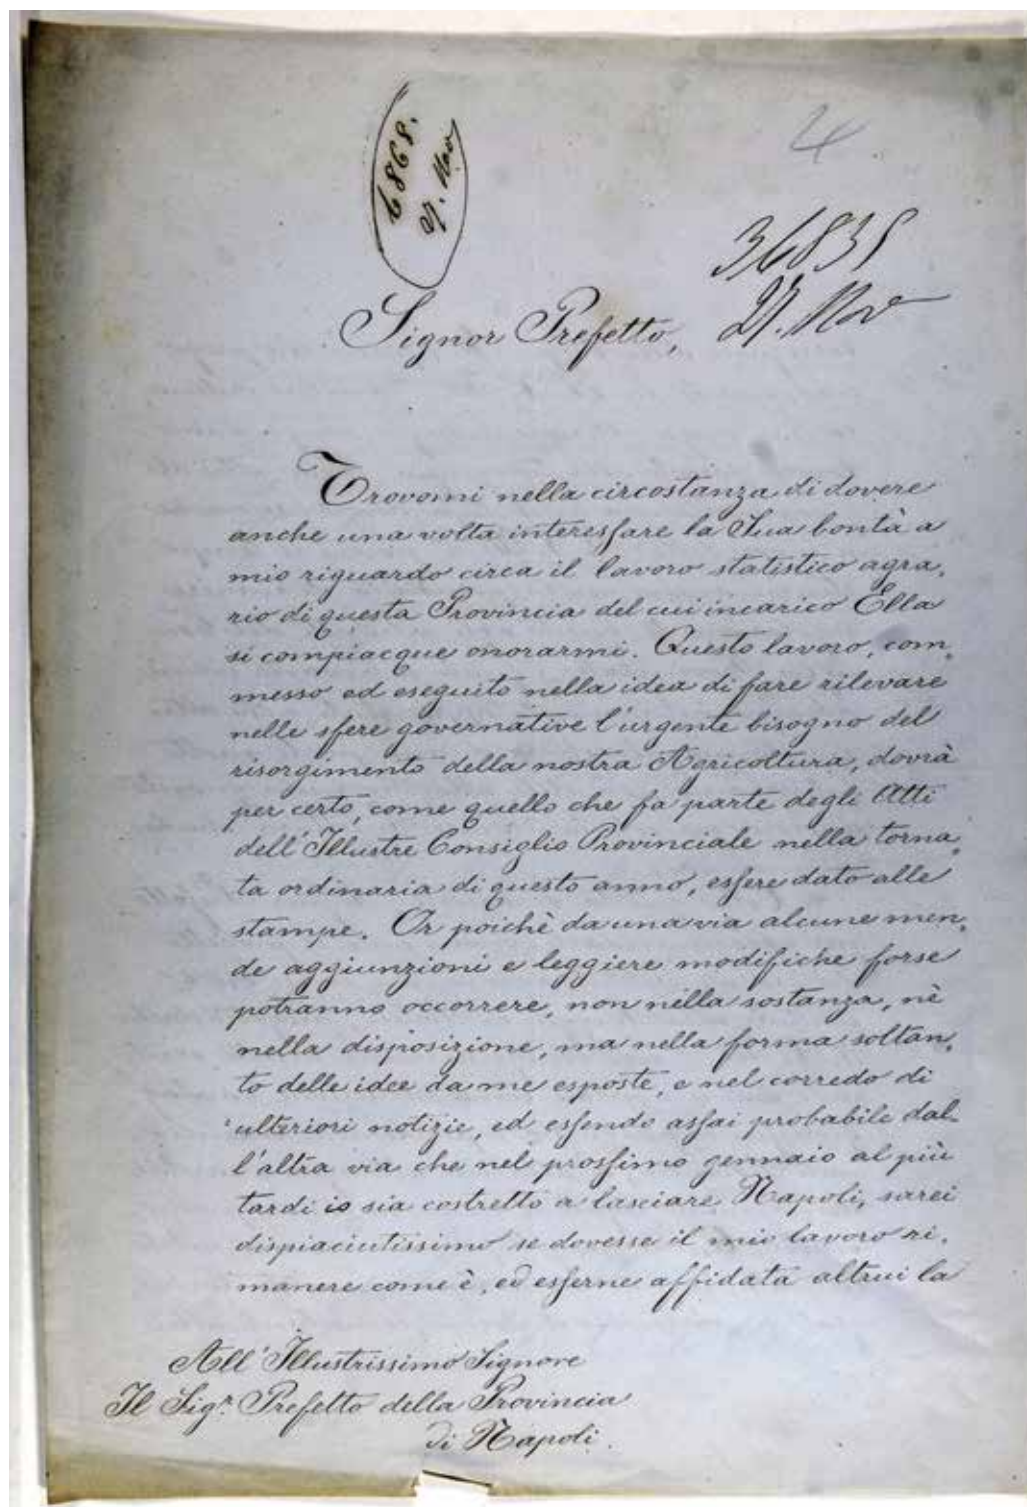 6868.
27. Nov
4
36835
27. Nov
Signor Prefetto,
Trovomi nella circostanza di dovere
anche una volta interessare la Sua bontà a
mio riguardo circa il lavoro statistico agra,
rio di questa Provincia del cui incarico Ella
si compiacque onorarmi. Questo lavoro, com,
messo ed eseguito nella idea di fare rilevare
nelle sfere governative l'urgente bisogno del
risorgimento della nostra Agricoltura, dovrà
per certo, come quello che fa parte degli Atti
dell'Illustre Consiglio Provinciale nella torna,
ta ordinaria di questo anno, essere dato alle
stampe. Or poichè da una via alcune men,
de aggiunzioni e leggiere modifiche forse
potranno occorrere, non nella sostanza, nè
nella disposizione, ma nella forma soltan,
to delle idee da me esposte, e nel corredo di
ulteriori notizie, ed essendo assai probabile dal-
l'altra via che nel prossimo gennaio al più
tardi io sia costretto a lasciare Napoli, sarei
dispiaciutissimo se dovesse il mio lavoro ri,
manere come è, ed esserne affidata altrui la
All'Illustrissimo Signore
Il Sigr. Prefetto della Provincia
di Napoli.